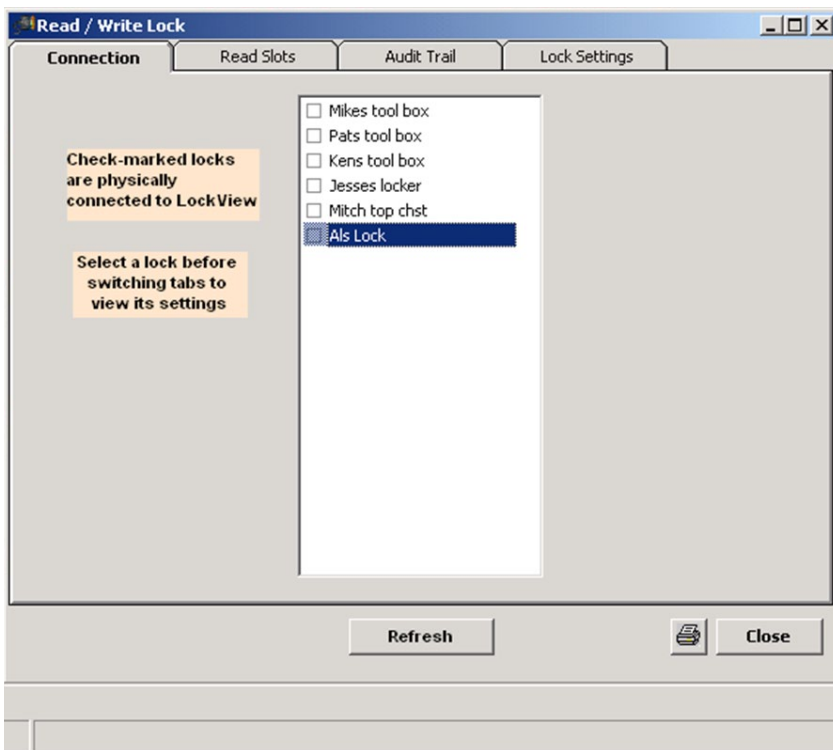 Read / Write Lock
Connection
Read Slots
Audit Trail
Lock Settings
Check-marked locks
are physically
connected to LockView
Select a lock before
switching tabs to
view its settings
Mikes tool box
Pats tool box
Kens tool box
Jesses locker
Mitch top chst
Als Lock
Refresh
Close